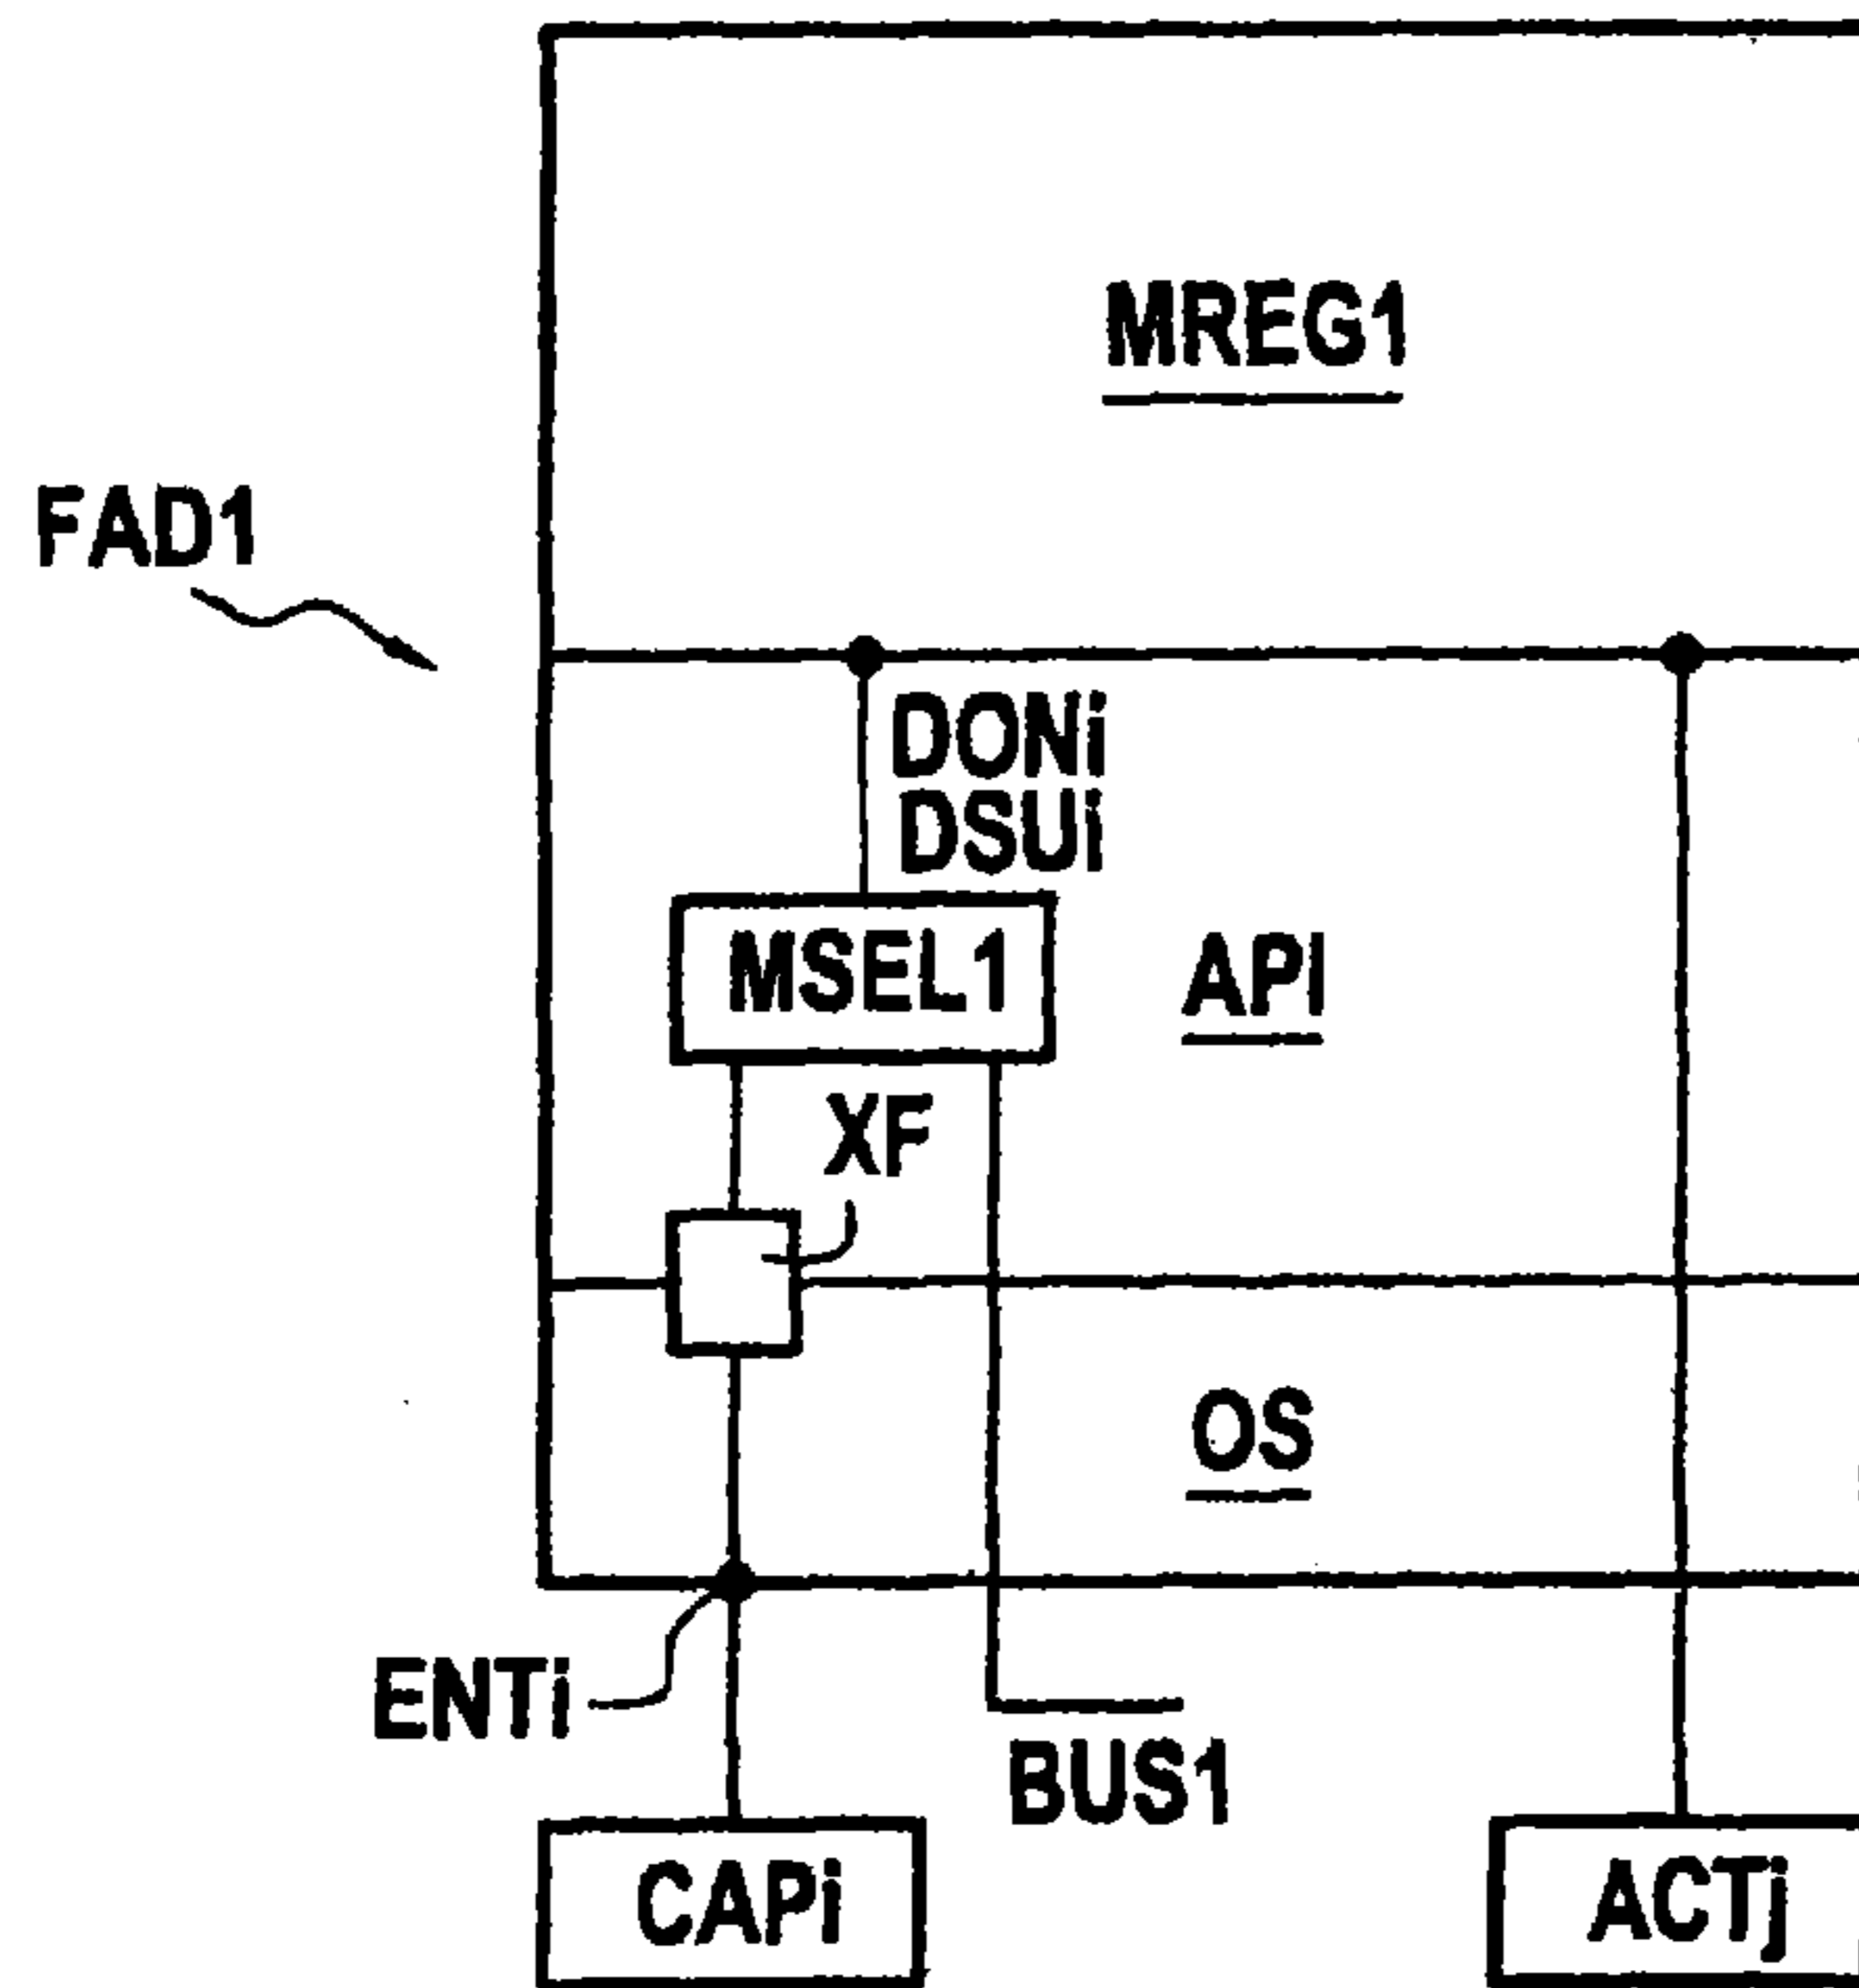 MREG1
FAD1
DONi
DSUi
MSEL1
API
XF
OS
ENTi
BUS1
CAPi
ACTj